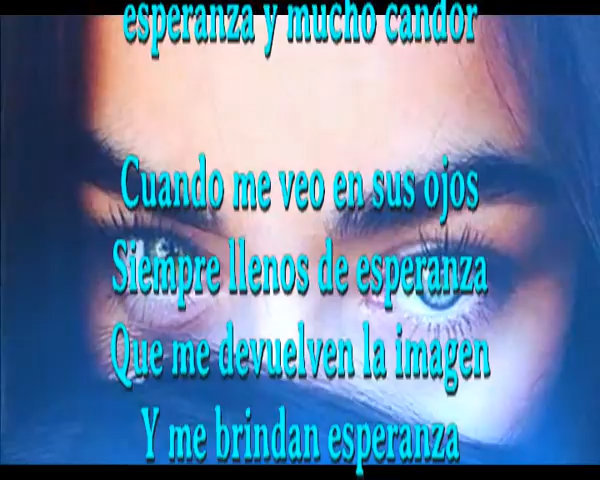 esperanza y mucho candor
Cuando me veo en sus ojos
Siempre llenos de esperanza
Que me devuelven la imagen
Y me brindan esperanza